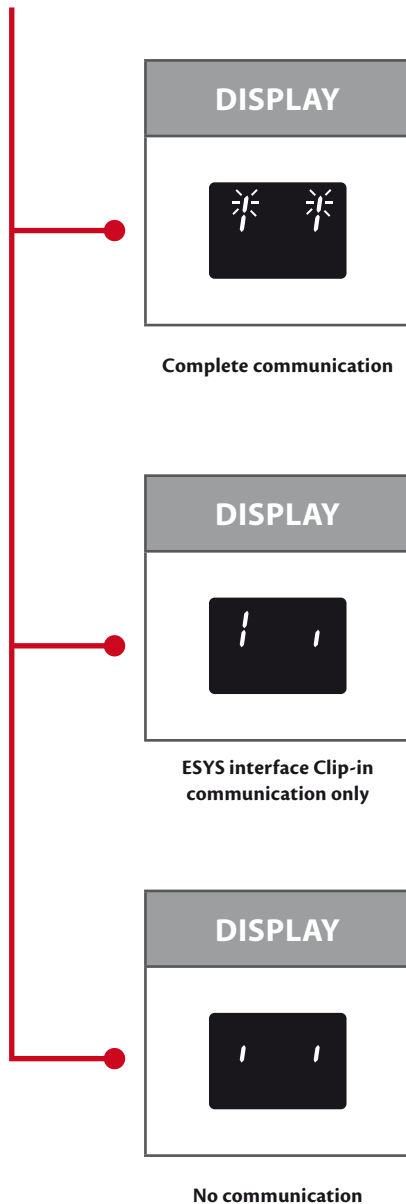 DISPLAY
Complete communication
DISPLAY
ESYS interface Clip-in
communication only
DISPLAY
No communication